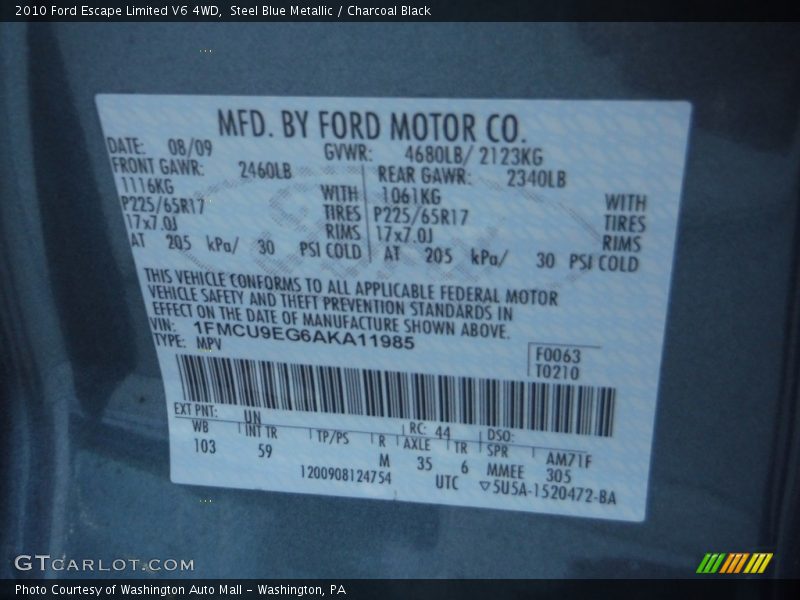 2010 Ford Escape Limited V6 4WD, Steel Blue Metallic / Charcoal Black
MFD. BY FORD MOTOR CO.
DATE: 08/09 GVWR: 4680LB/ 2123KG
FRONT GAWR: 2460LB REAR GAWR: 2340LB
1116KG WITH 1061KG WITH
P225/65R17 TIRES P225/65R17 TIRES
17x7.0J RIMS 17x7.0J RIMS
AT 205 kPa/ 30 PSI COLD AT 205 kPa/ 30 PSI COLD
THIS VEHICLE CONFORMS TO ALL APPLICABLE FEDERAL MOTOR
VEHICLE SAFETY AND THEFT PREVENTION STANDARDS IN
EFFECT ON THE DATE OF MANUFACTURE SHOWN ABOVE.
VIN: 1FMCU9EG6AKA11985
TYPE: MPV
F0063
T0210
EXT PNT: UN RC: 44 DSO:
WB INT TR TP/PS R AXLE TR SPR AM71F
103 59 M 35 6 MMEE 305
1200908124754 UTC ▽5U5A-1520472-BA
GTCARLOT.COM
Photo Courtesy of Washington Auto Mall - Washington, PA